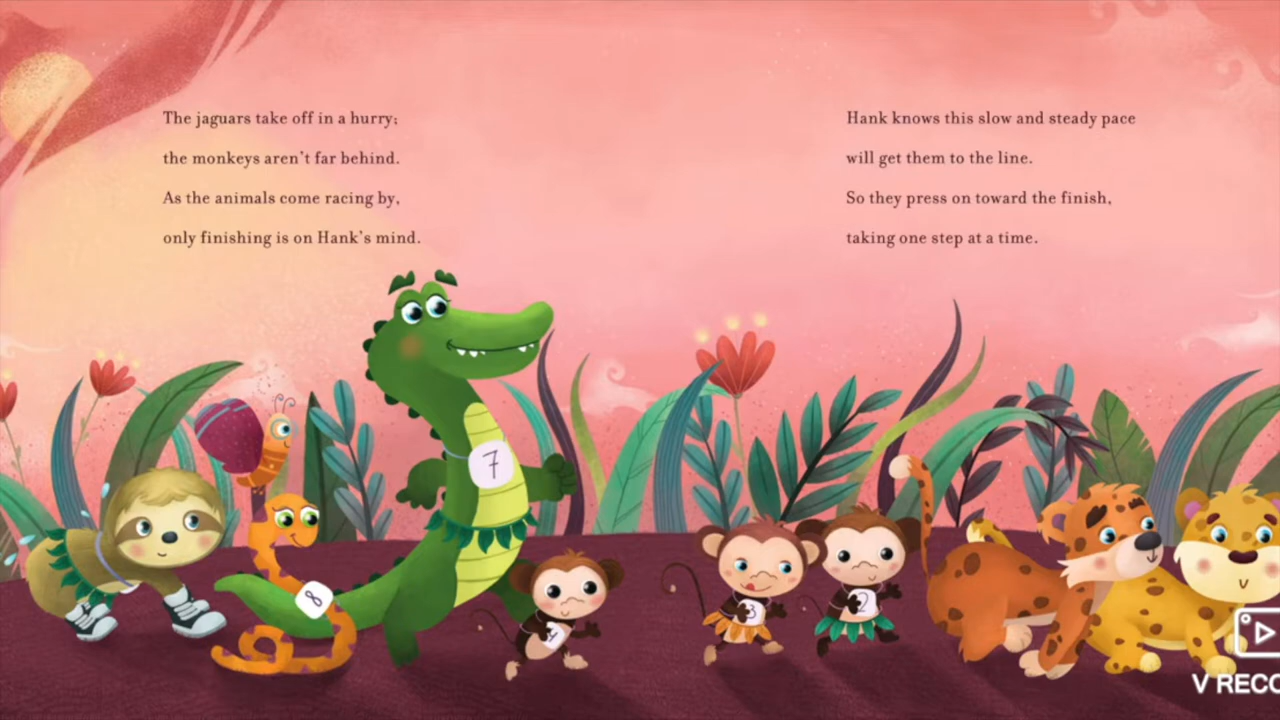 The jaguars take off in a hurry;
the monkeys aren't far behind.
As the animals come racing by,
only finishing is on Hank's mind.
Hank knows this slow and steady pace
will get them to the line.
So they press on toward the finish,
taking one step at a time.
7
8
3
2
V RECO